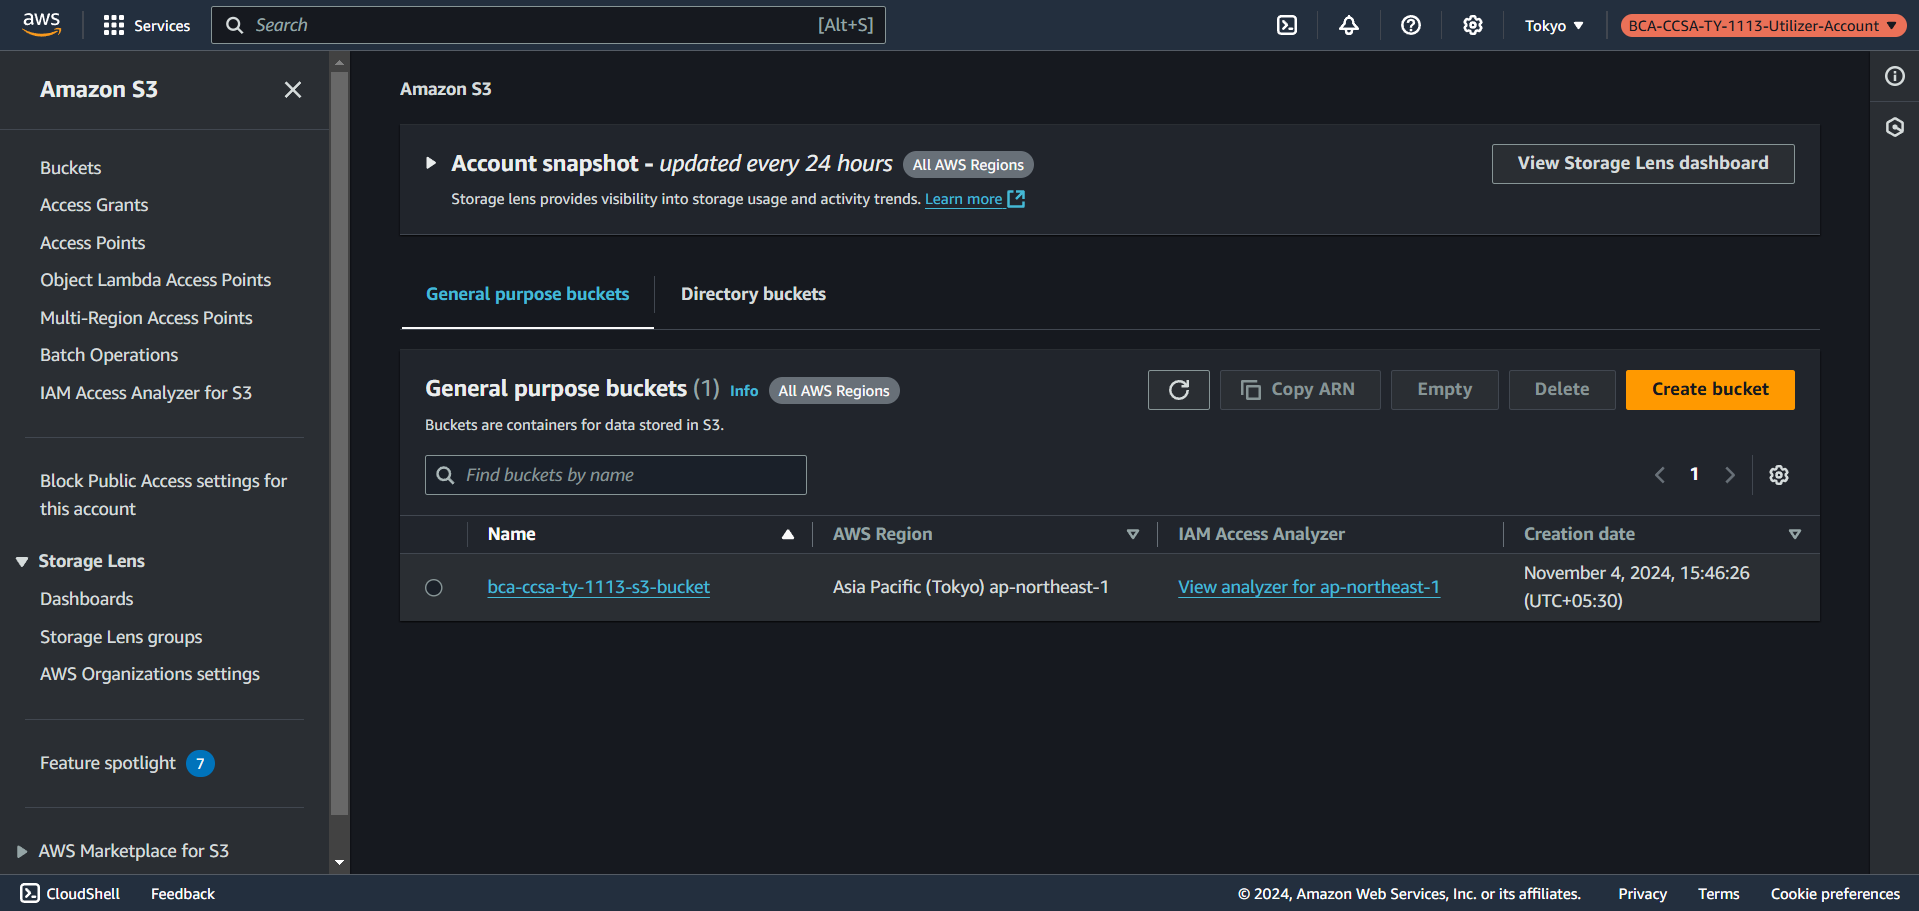 aws
Services
Search
[Alt+S]
Tokyo
BCA-CCSA-TY-1113-Utilizer-Account
Amazon S3
Buckets
Access Grants
Access Points
Object Lambda Access Points
Multi-Region Access Points
Batch Operations
IAM Access Analyzer for S3
Block Public Access settings for
this account
Storage Lens
Dashboards
Storage Lens groups
AWS Organizations settings
Feature spotlight 7
AWS Marketplace for S3
Amazon S3
Account snapshot - updated every 24 hours All AWS Regions
Storage lens provides visibility into storage usage and activity trends. Learn more
View Storage Lens dashboard
General purpose buckets
Directory buckets
General purpose buckets (1) Info All AWS Regions
Buckets are containers for data stored in S3.
Copy ARN
Empty
Delete
Create bucket
Find buckets by name
1
Name
AWS Region
IAM Access Analyzer
Creation date
bca-ccsa-ty-1113-s3-bucket
Asia Pacific (Tokyo) ap-northeast-1
View analyzer for ap-northeast-1
November 4, 2024, 15:46:26
(UTC+05:30)
CloudShell
Feedback
© 2024, Amazon Web Services, Inc. or its affiliates.
Privacy
Terms
Cookie preferences